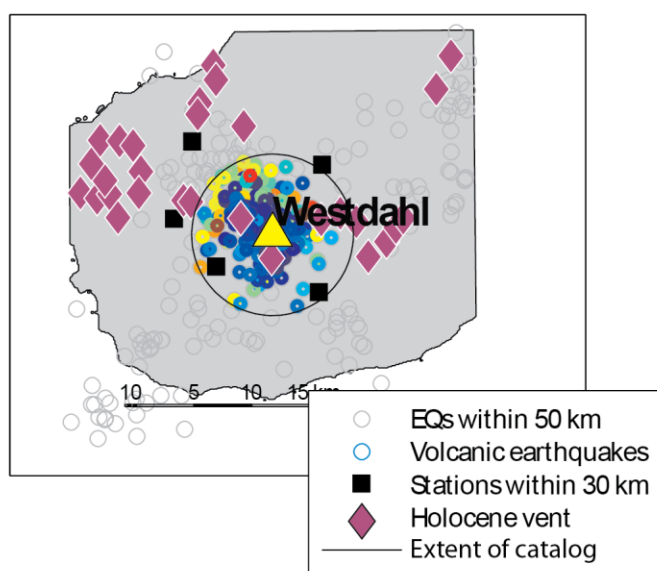 Westdahl
10 5 10 15 km
EQs within 50 km
Volcanic earthquakes
Stations within 30 km
Holocene vent
Extent of catalog